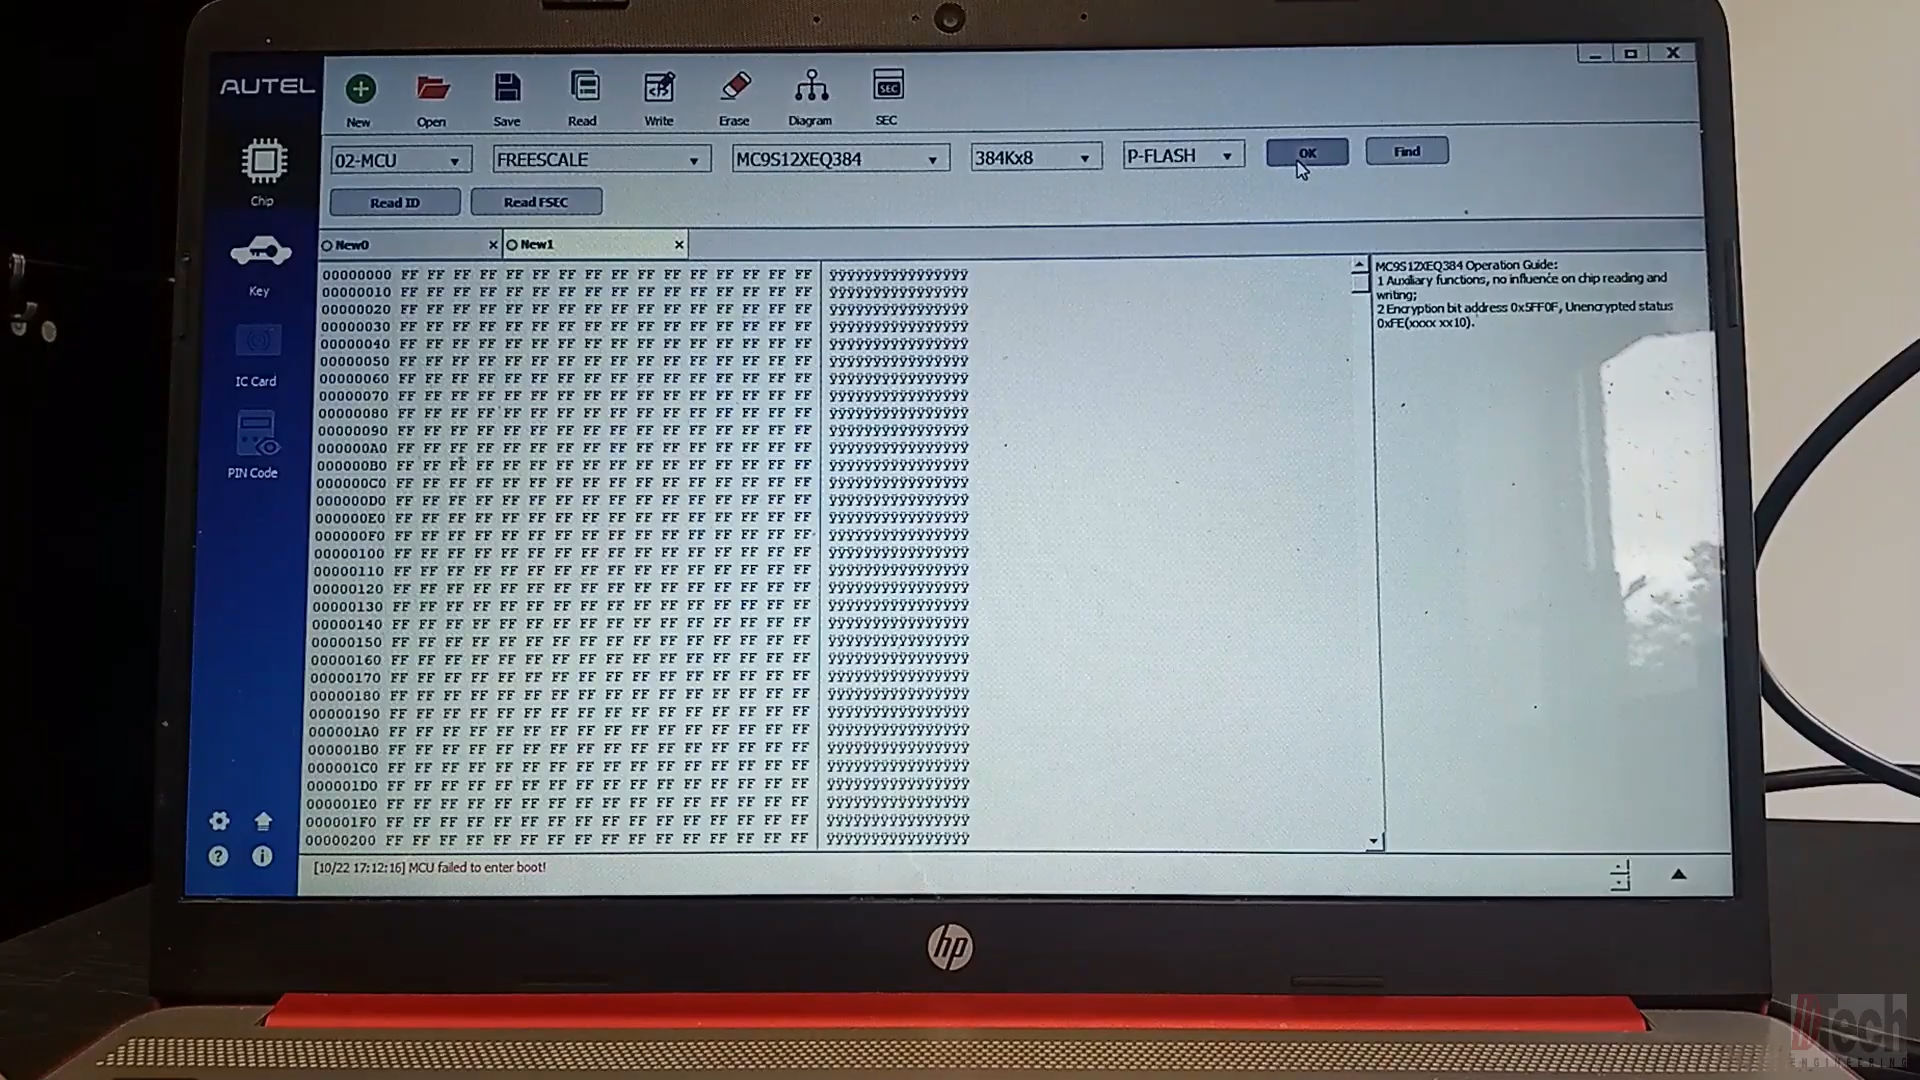 AUTEL
New
Open
Save
Read
Write
Erase
Diagram
SEC
SEC
02-MCU
FREESCALE
MC9S12XEQ384
384Kx8
P-FLASH
OK
Find
Read ID
Read FSEC
Chip
Key
IC Card
PIN Code
New0
New1
00000000 FF FF FF FF FF FF FF FF FF FF FF FF FF FF FF FF ÿÿÿÿÿÿÿÿÿÿÿÿÿÿÿÿ
00000010 FF FF FF FF FF FF FF FF FF FF FF FF FF FF FF FF ÿÿÿÿÿÿÿÿÿÿÿÿÿÿÿÿ
00000020 FF FF FF FF FF FF FF FF FF FF FF FF FF FF FF FF ÿÿÿÿÿÿÿÿÿÿÿÿÿÿÿÿ
00000030 FF FF FF FF FF FF FF FF FF FF FF FF FF FF FF FF ÿÿÿÿÿÿÿÿÿÿÿÿÿÿÿÿ
00000040 FF FF FF FF FF FF FF FF FF FF FF FF FF FF FF FF ÿÿÿÿÿÿÿÿÿÿÿÿÿÿÿÿ
00000050 FF FF FF FF FF FF FF FF FF FF FF FF FF FF FF FF ÿÿÿÿÿÿÿÿÿÿÿÿÿÿÿÿ
00000060 FF FF FF FF FF FF FF FF FF FF FF FF FF FF FF FF ÿÿÿÿÿÿÿÿÿÿÿÿÿÿÿÿ
00000070 FF FF FF FF FF FF FF FF FF FF FF FF FF FF FF FF ÿÿÿÿÿÿÿÿÿÿÿÿÿÿÿÿ
00000080 FF FF FF FF FF FF FF FF FF FF FF FF FF FF FF FF ÿÿÿÿÿÿÿÿÿÿÿÿÿÿÿÿ
00000090 FF FF FF FF FF FF FF FF FF FF FF FF FF FF FF FF ÿÿÿÿÿÿÿÿÿÿÿÿÿÿÿÿ
000000A0 FF FF FF FF FF FF FF FF FF FF FF FF FF FF FF FF ÿÿÿÿÿÿÿÿÿÿÿÿÿÿÿÿ
000000B0 FF FF FF FF FF FF FF FF FF FF FF FF FF FF FF FF ÿÿÿÿÿÿÿÿÿÿÿÿÿÿÿÿ
000000C0 FF FF FF FF FF FF FF FF FF FF FF FF FF FF FF FF ÿÿÿÿÿÿÿÿÿÿÿÿÿÿÿÿ
000000D0 FF FF FF FF FF FF FF FF FF FF FF FF FF FF FF FF ÿÿÿÿÿÿÿÿÿÿÿÿÿÿÿÿ
000000E0 FF FF FF FF FF FF FF FF FF FF FF FF FF FF FF FF ÿÿÿÿÿÿÿÿÿÿÿÿÿÿÿÿ
000000F0 FF FF FF FF FF FF FF FF FF FF FF FF FF FF FF FF ÿÿÿÿÿÿÿÿÿÿÿÿÿÿÿÿ
00000100 FF FF FF FF FF FF FF FF FF FF FF FF FF FF FF FF ÿÿÿÿÿÿÿÿÿÿÿÿÿÿÿÿ
00000110 FF FF FF FF FF FF FF FF FF FF FF FF FF FF FF FF ÿÿÿÿÿÿÿÿÿÿÿÿÿÿÿÿ
00000120 FF FF FF FF FF FF FF FF FF FF FF FF FF FF FF FF ÿÿÿÿÿÿÿÿÿÿÿÿÿÿÿÿ
00000130 FF FF FF FF FF FF FF FF FF FF FF FF FF FF FF FF ÿÿÿÿÿÿÿÿÿÿÿÿÿÿÿÿ
00000140 FF FF FF FF FF FF FF FF FF FF FF FF FF FF FF FF ÿÿÿÿÿÿÿÿÿÿÿÿÿÿÿÿ
00000150 FF FF FF FF FF FF FF FF FF FF FF FF FF FF FF FF ÿÿÿÿÿÿÿÿÿÿÿÿÿÿÿÿ
00000160 FF FF FF FF FF FF FF FF FF FF FF FF FF FF FF FF ÿÿÿÿÿÿÿÿÿÿÿÿÿÿÿÿ
00000170 FF FF FF FF FF FF FF FF FF FF FF FF FF FF FF FF ÿÿÿÿÿÿÿÿÿÿÿÿÿÿÿÿ
00000180 FF FF FF FF FF FF FF FF FF FF FF FF FF FF FF FF ÿÿÿÿÿÿÿÿÿÿÿÿÿÿÿÿ
00000190 FF FF FF FF FF FF FF FF FF FF FF FF FF FF FF FF ÿÿÿÿÿÿÿÿÿÿÿÿÿÿÿÿ
000001A0 FF FF FF FF FF FF FF FF FF FF FF FF FF FF FF FF ÿÿÿÿÿÿÿÿÿÿÿÿÿÿÿÿ
000001B0 FF FF FF FF FF FF FF FF FF FF FF FF FF FF FF FF ÿÿÿÿÿÿÿÿÿÿÿÿÿÿÿÿ
000001C0 FF FF FF FF FF FF FF FF FF FF FF FF FF FF FF FF ÿÿÿÿÿÿÿÿÿÿÿÿÿÿÿÿ
000001D0 FF FF FF FF FF FF FF FF FF FF FF FF FF FF FF FF ÿÿÿÿÿÿÿÿÿÿÿÿÿÿÿÿ
000001E0 FF FF FF FF FF FF FF FF FF FF FF FF FF FF FF FF ÿÿÿÿÿÿÿÿÿÿÿÿÿÿÿÿ
000001F0 FF FF FF FF FF FF FF FF FF FF FF FF FF FF FF FF ÿÿÿÿÿÿÿÿÿÿÿÿÿÿÿÿ
00000200 FF FF FF FF FF FF FF FF FF FF FF FF FF FF FF FF ÿÿÿÿÿÿÿÿÿÿÿÿÿÿÿÿ
MC9S12XEQ384 Operation Guide:
1 Auxiliary functions, no influence on chip reading and
writing;
2 Encryption bit address 0x5FF0F, Unencrypted status
0xFE(xxxx xx10).
[10/22 17:12:16] MCU failed to enter boot!
hp
Tech
ENGINEERING